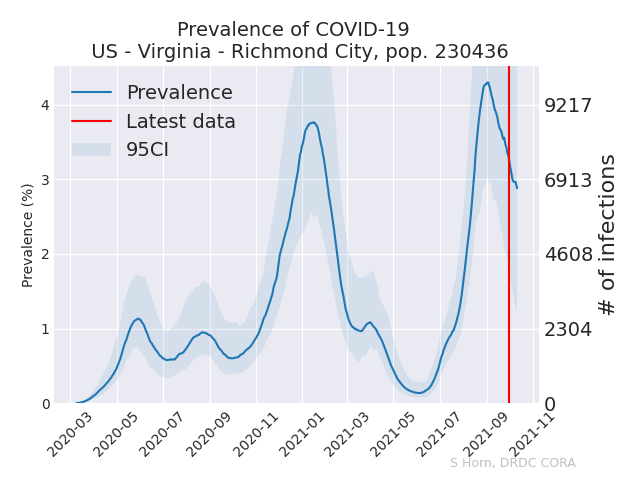 Prevalence of COVID-19
US - Virginia - Richmond City, pop. 230436
Prevalence
Latest data
95CI
Prevalence (%)
4
3
2
1
0
9217
6913
4608
2304
0
# of infections
2020-03
2020-05
2020-07
2020-09
2020-11
2021-01
2021-03
2021-05
2021-07
2021-09
2021-11
S Horn, DRDC CORA